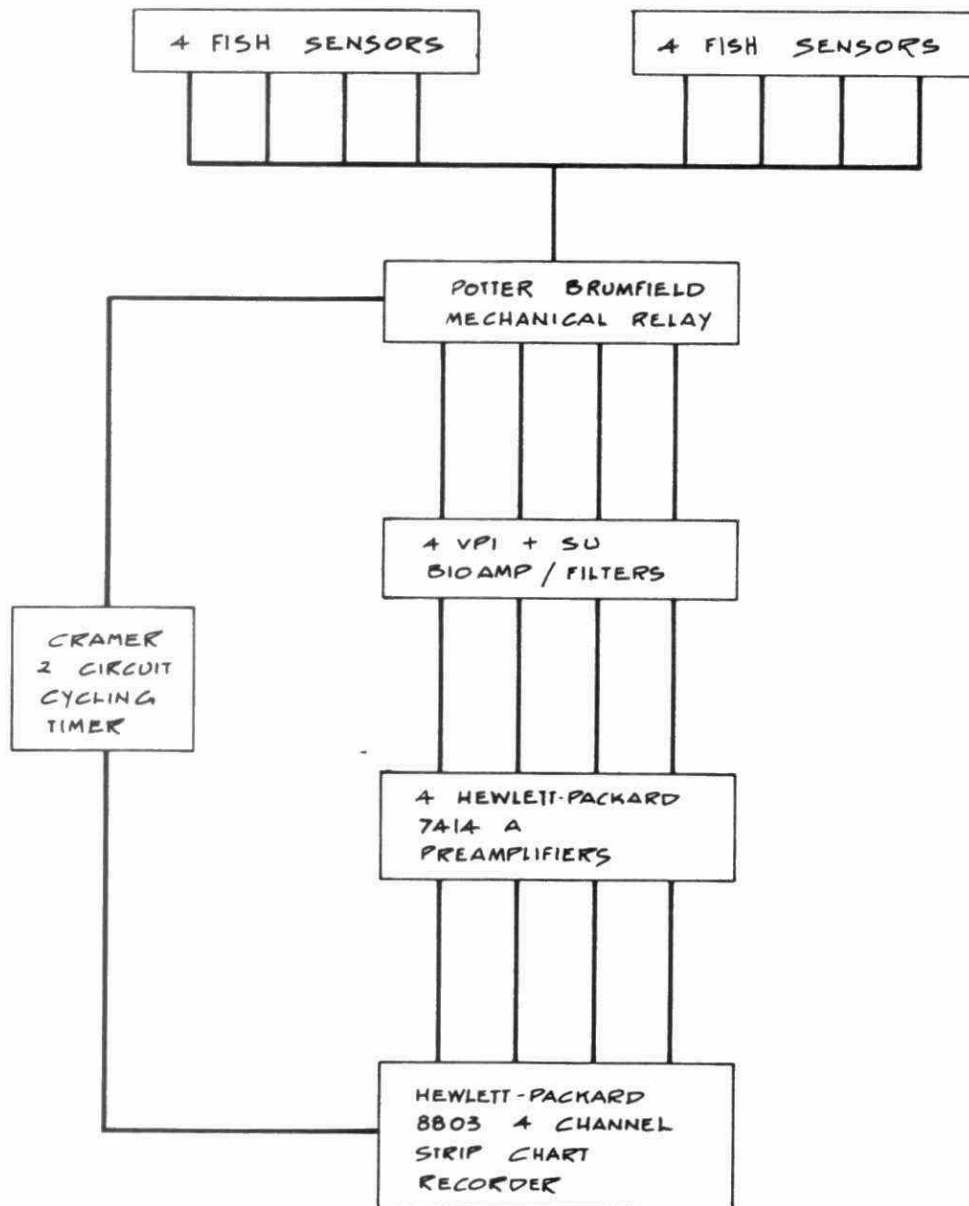 4 FISH SENSORS
4 FISH SENSORS
POTTER BRUMFIELD
MECHANICAL RELAY
4 VPI + SU
BIOAMP / FILTERS
CRAMER
2 CIRCUIT
CYCLING
TIMER
4 HEWLETT-PACKARD
7414 A
PREAMPLIFIERS
HEWLETT-PACKARD
8803 4 CHANNEL
STRIP CHART
RECORDER